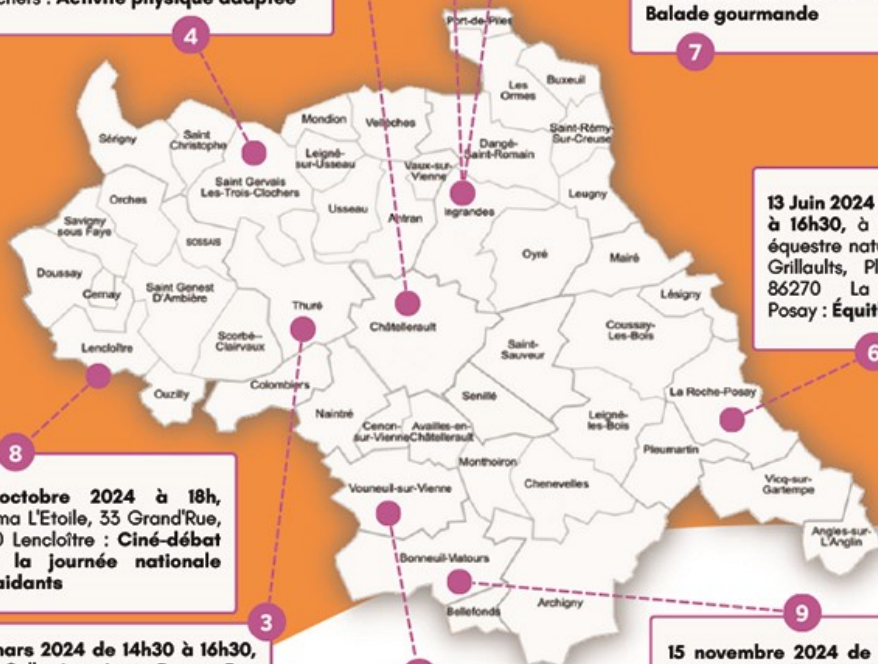 Activité physique adaptée
Balade gourmande
4
7
Port-de-Piles
Les
Ormes
Buxeuil
Mondion
Vellèches
Sérigny
Saint
Christophe
Leigné-
sur-Usseau
Dangé-
Saint-Romain
Saint-Rémy-
Sur-Creuse
Vaux-sur-
Vienne
Saint Gervais
Les-Trois-Clochers
Leugny
Orches
Usseau
Antran
Ingrandes
Savigny
sous Faye
SOSSAIS
Oyré
Mairé
Doussay
Cernay
Saint Genest
D'Ambière
Lésigny
Thuré
Châtellerault
Scorbé-
Clairvaux
Saint-
Sauveur
Coussay-
Les-Bois
Lencloître
Colombiers
Ouzilly
Senillé
La Roche-Posay
Naintré
Cenon-
sur-Vienne
Availles-en-
Châtellerault
Leigné-
les-Bois
Pleumartin
Monthoiron
Chenevelles
Vicq-sur-
Gartempe
Vouneuil-sur-Vienne
Angles-sur-
L'Anglin
Bonneuil-Matours
Archigny
Bellefonds
13 Juin 2024
à 16h30, à
équestre
Grillaults,
86270 La
Posay :
6
8
octobre 2024 à 18h,
L'Etoile, 33 Grand'Rue,
Lencloître : Ciné-débat
la journée nationale
3
2024 de 14h30 à 16h30,
9
15 novembre 2024 de